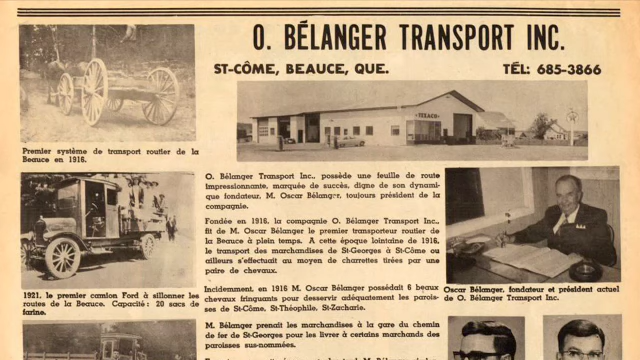 O. BÉLANGER TRANSPORT INC.
ST-CÔME, BEAUCE, QUE.
TÉL: 685-3866
TEXACO
Premier système de transport routier de la
Beauce en 1916.
1921, le premier camion Ford à sillonner les
routes de la Beauce. Capacité: 20 sacs de
farine.
O. Bélanger Transport Inc., possède une feuille de route
impressionnante, marquée de succès, digne de son dynami-
que fondateur, M. Oscar Bélanger, toujours président de la
compagnie.
Fondée en 1916, la compagnie O. Bélanger Transport Inc.,
fit de M. Bélanger le premier transporteur routier de
la Beauce à plein temps. A cette époque lointaine de 1916,
le transport des marchandises de St-Georges à St-Côme ou
ailleurs s'effectuait au moyen de charrettes tirées par une
paire de chevaux.
Incidemment, en 1916 M. Oscar Bélanger possédait 6 beaux
chevaux fringuants pour desservir adéquatement les parois-
ses de St-Côme, St-Théophile, St-Zacharie.
M. Bélanger prenait les marchandises à la gare du chemin
de fer de St-Georges pour les livrer à certains marchands des
paroisses sus-nommées.
Oscar Bélanger, fondateur et président actuel
de O. Bélanger Transport Inc.